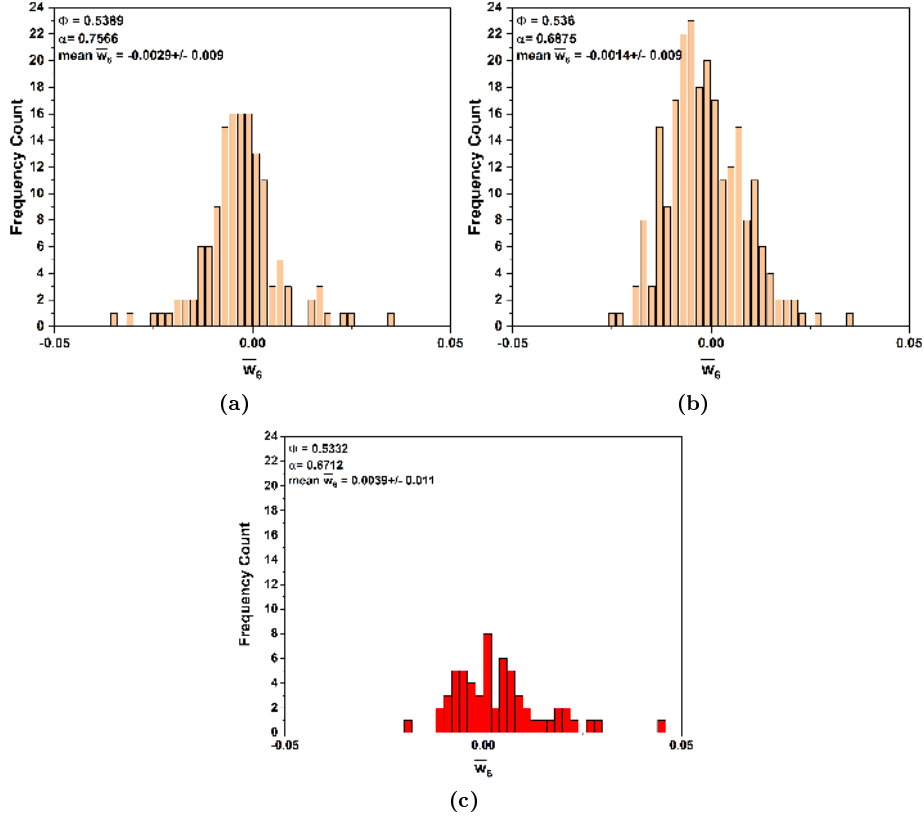 Φ = 0.5389
α= 0.7566
mean w̅₆ = -0.0029+/- 0.009
Frequency Count
24
22
20
18
16
14
12
10
8
6
4
2
0
-0.05
0.00
0.05
w̅₆
(a)
Φ = 0.536
α= 0.6875
mean w̅₆ = -0.0014+/- 0.009
Frequency Count
24
22
20
18
16
14
12
10
8
6
4
2
0
-0.05
0.00
0.05
w̅₆
(b)
Φ = 0.5332
α= 0.6712
mean w̅₆ = 0.0039+/- 0.011
Frequency Count
24
22
20
18
16
14
12
10
8
6
4
2
0
-0.05
0.00
0.05
w̅₆
(c)